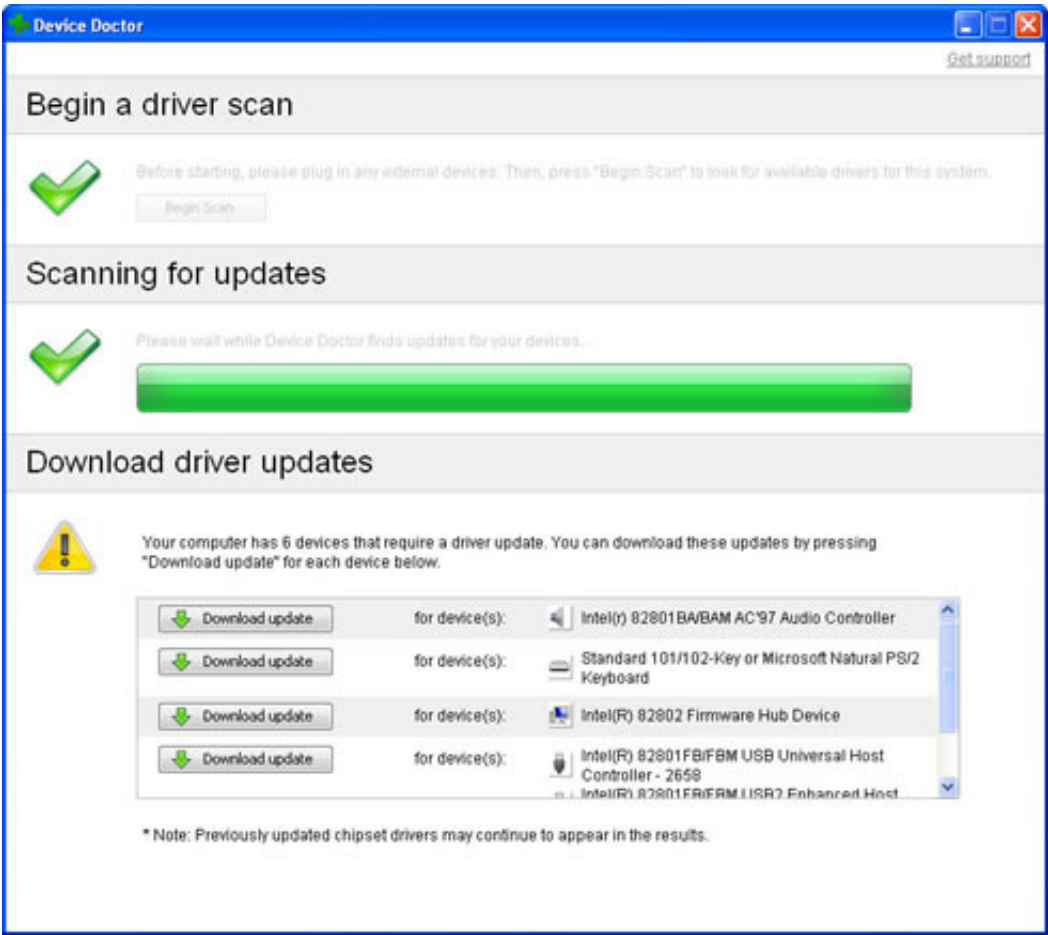 Device Doctor
Get support
Begin a driver scan
Before starting, please plug in any external devices. Then, press "Begin Scan" to look for available drivers for this system.
Begin Scan
Scanning for updates
Please wait while Device Doctor finds updates for your devices.
Download driver updates
Your computer has 6 devices that require a driver update. You can download these updates by pressing
"Download update" for each device below.
Download update for device(s): Intel(r) 82801BA/BAM AC'97 Audio Controller
Download update for device(s): Standard 101/102-Key or Microsoft Natural PS/2
Keyboard
Download update for device(s): Intel(R) 82802 Firmware Hub Device
Download update for device(s): Intel(R) 82801FB/FBM USB Universal Host
Controller - 2658
Intel(R) 82801FB/FBM USB2 Enhanced Host
* Note: Previously updated chipset drivers may continue to appear in the results.